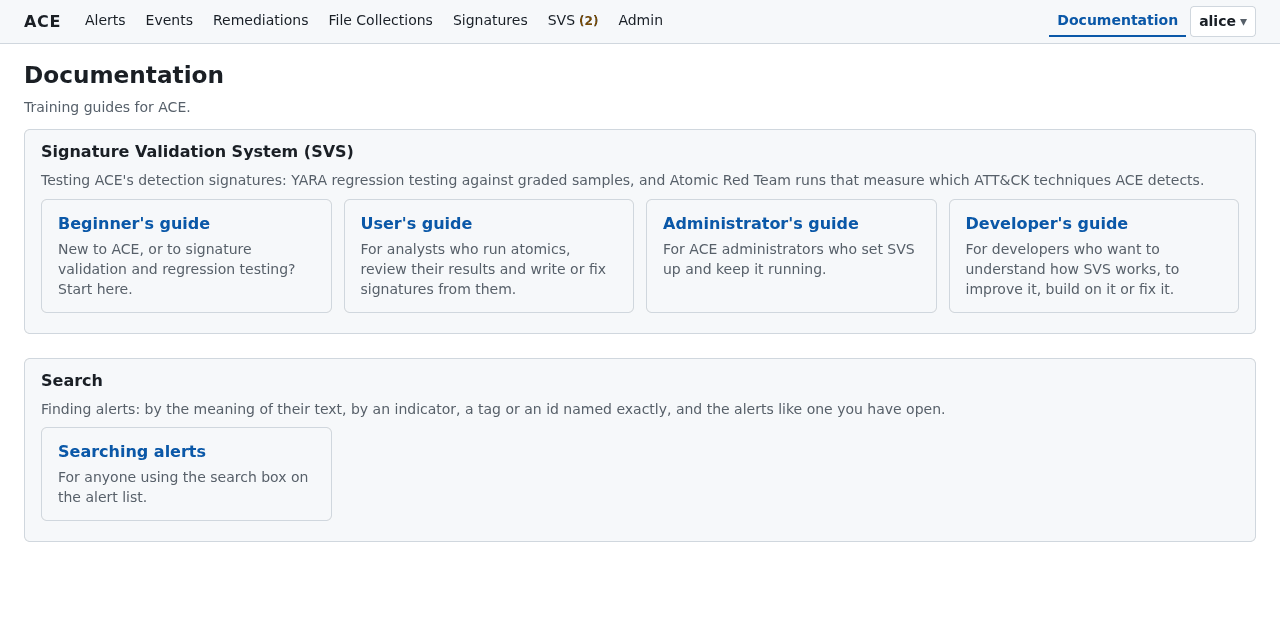 ACE Alerts Events Remediations File Collections Signatures SVS (2) Admin Documentation alice ▾
Documentation
Training guides for ACE.
Signature Validation System (SVS)
Testing ACE's detection signatures: YARA regression testing against graded samples, and Atomic Red Team runs that measure which ATT&CK techniques ACE detects.
Beginner's guide
New to ACE, or to signature
validation and regression testing?
Start here.
User's guide
For analysts who run atomics,
review their results and write or fix
signatures from them.
Administrator's guide
For ACE administrators who set SVS
up and keep it running.
Developer's guide
For developers who want to
understand how SVS works, to
improve it, build on it or fix it.
Search
Finding alerts: by the meaning of their text, by an indicator, a tag or an id named exactly, and the alerts like one you have open.
Searching alerts
For anyone using the search box on
the alert list.